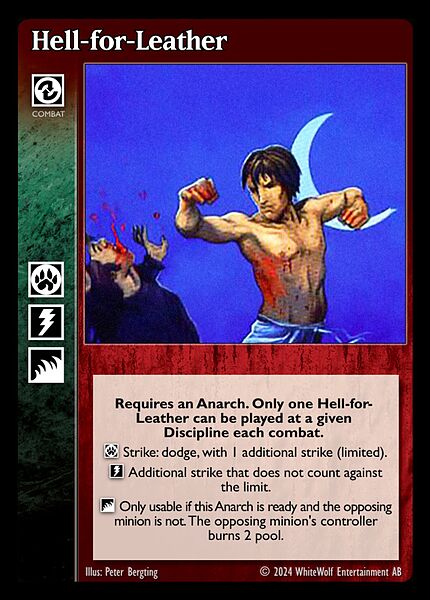 Hell-for-Leather
COMBAT
Requires an Anarch. Only one Hell-for-
Leather can be played at a given
Discipline each combat.
Strike: dodge, with 1 additional strike (limited).
Additional strike that does not count against
the limit.
Only usable if this Anarch is ready and the opposing
minion is not. The opposing minion's controller
burns 2 pool.
Illus: Peter Bergting
© 2024 WhiteWolf Entertainment AB